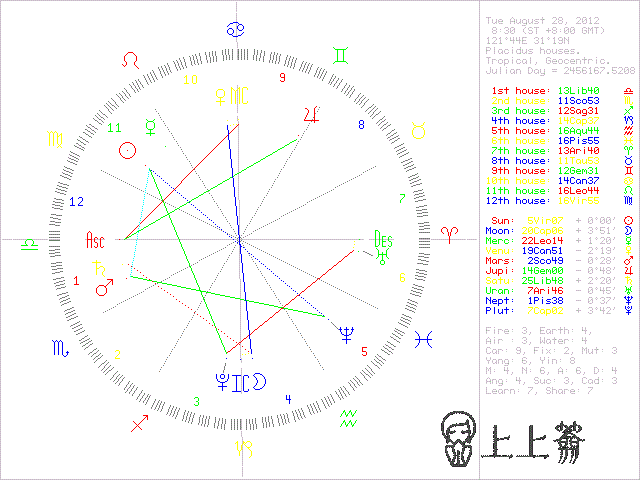 Tue August 28, 2012
8:30 (ST +8:00 GMT)
121°44E 31°19N
Placidus houses.
Tropical, Geocentric.
Julian Day = 2456167.5208
1st house: 13Lib40
2nd house: 11Sco53
3rd house: 12Sag31
4th house: 14Cap37
5th house: 16Aqu44
6th house: 16Pis55
7th house: 13Ari40
8th house: 11Tau53
9th house: 12Gem31
10th house: 14Can37
11th house: 16Leo44
12th house: 16Vir55
Sun: 5Vir07 + 0°00'
Moon: + 3°51'
Merc: 22Leo14 + 1°20'
Venu: 19Can51 - 2°19'
Mars: 2Sco49 - 0°28'
Jupi: 14Gem00 - 0°48'
Satu: 25Lib48 + 2°20'
Uran: 7Ari46 - 0°45'
Nept: 1Pis38 - 0°37'
Plut: 7Cap02 + 3°42'
Fire: 3, Earth: 4,
Air : 3, Water: 4
Car: 9, Fix: 2, Mut: 3
Yang: 6, Yin: 8
M: 4, N: 6, A: 6, D: 4
Ang: 4, Suc: 3, Cad: 3
Learn: 7, Share: 7
10
9
11
8
MC
12
7
Asc
Des
1
6
2
5
3
4
IC
上上